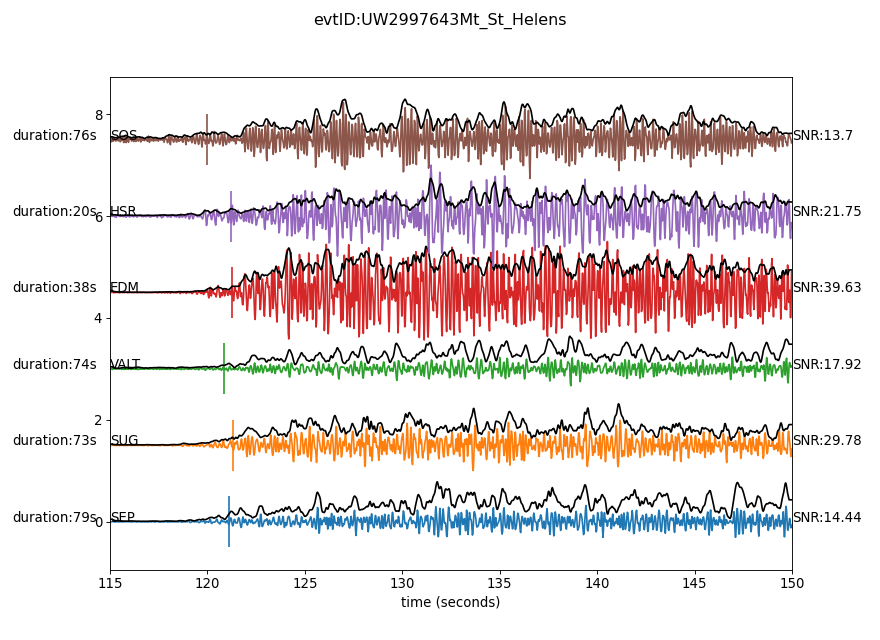 evtID:UW2997643Mt_St_Helens
8
duration:76s SOS SNR:13.7
duration:20s HSR SNR:21.75
6
duration:38s EDM SNR:39.63
4
duration:74s VALT SNR:17.92
2
duration:73s SUG SNR:29.78
duration:79s SEP SNR:14.44
0
115 120 125 130 135 140 145 150
time (seconds)